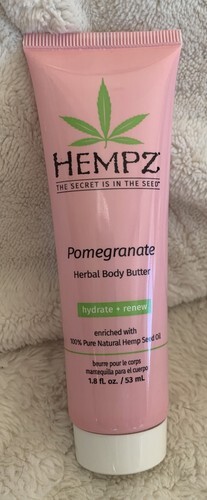 HEMPZ
THE SECRET IS IN THE SEED
Pomegranate
Herbal Body Butter
hydrate + renew
enriched with
100% Pure Natural Hemp Seed Oil
beurre pour le corps
mantequilla para el cuerpo
1.8 fl. oz. / 53 mL